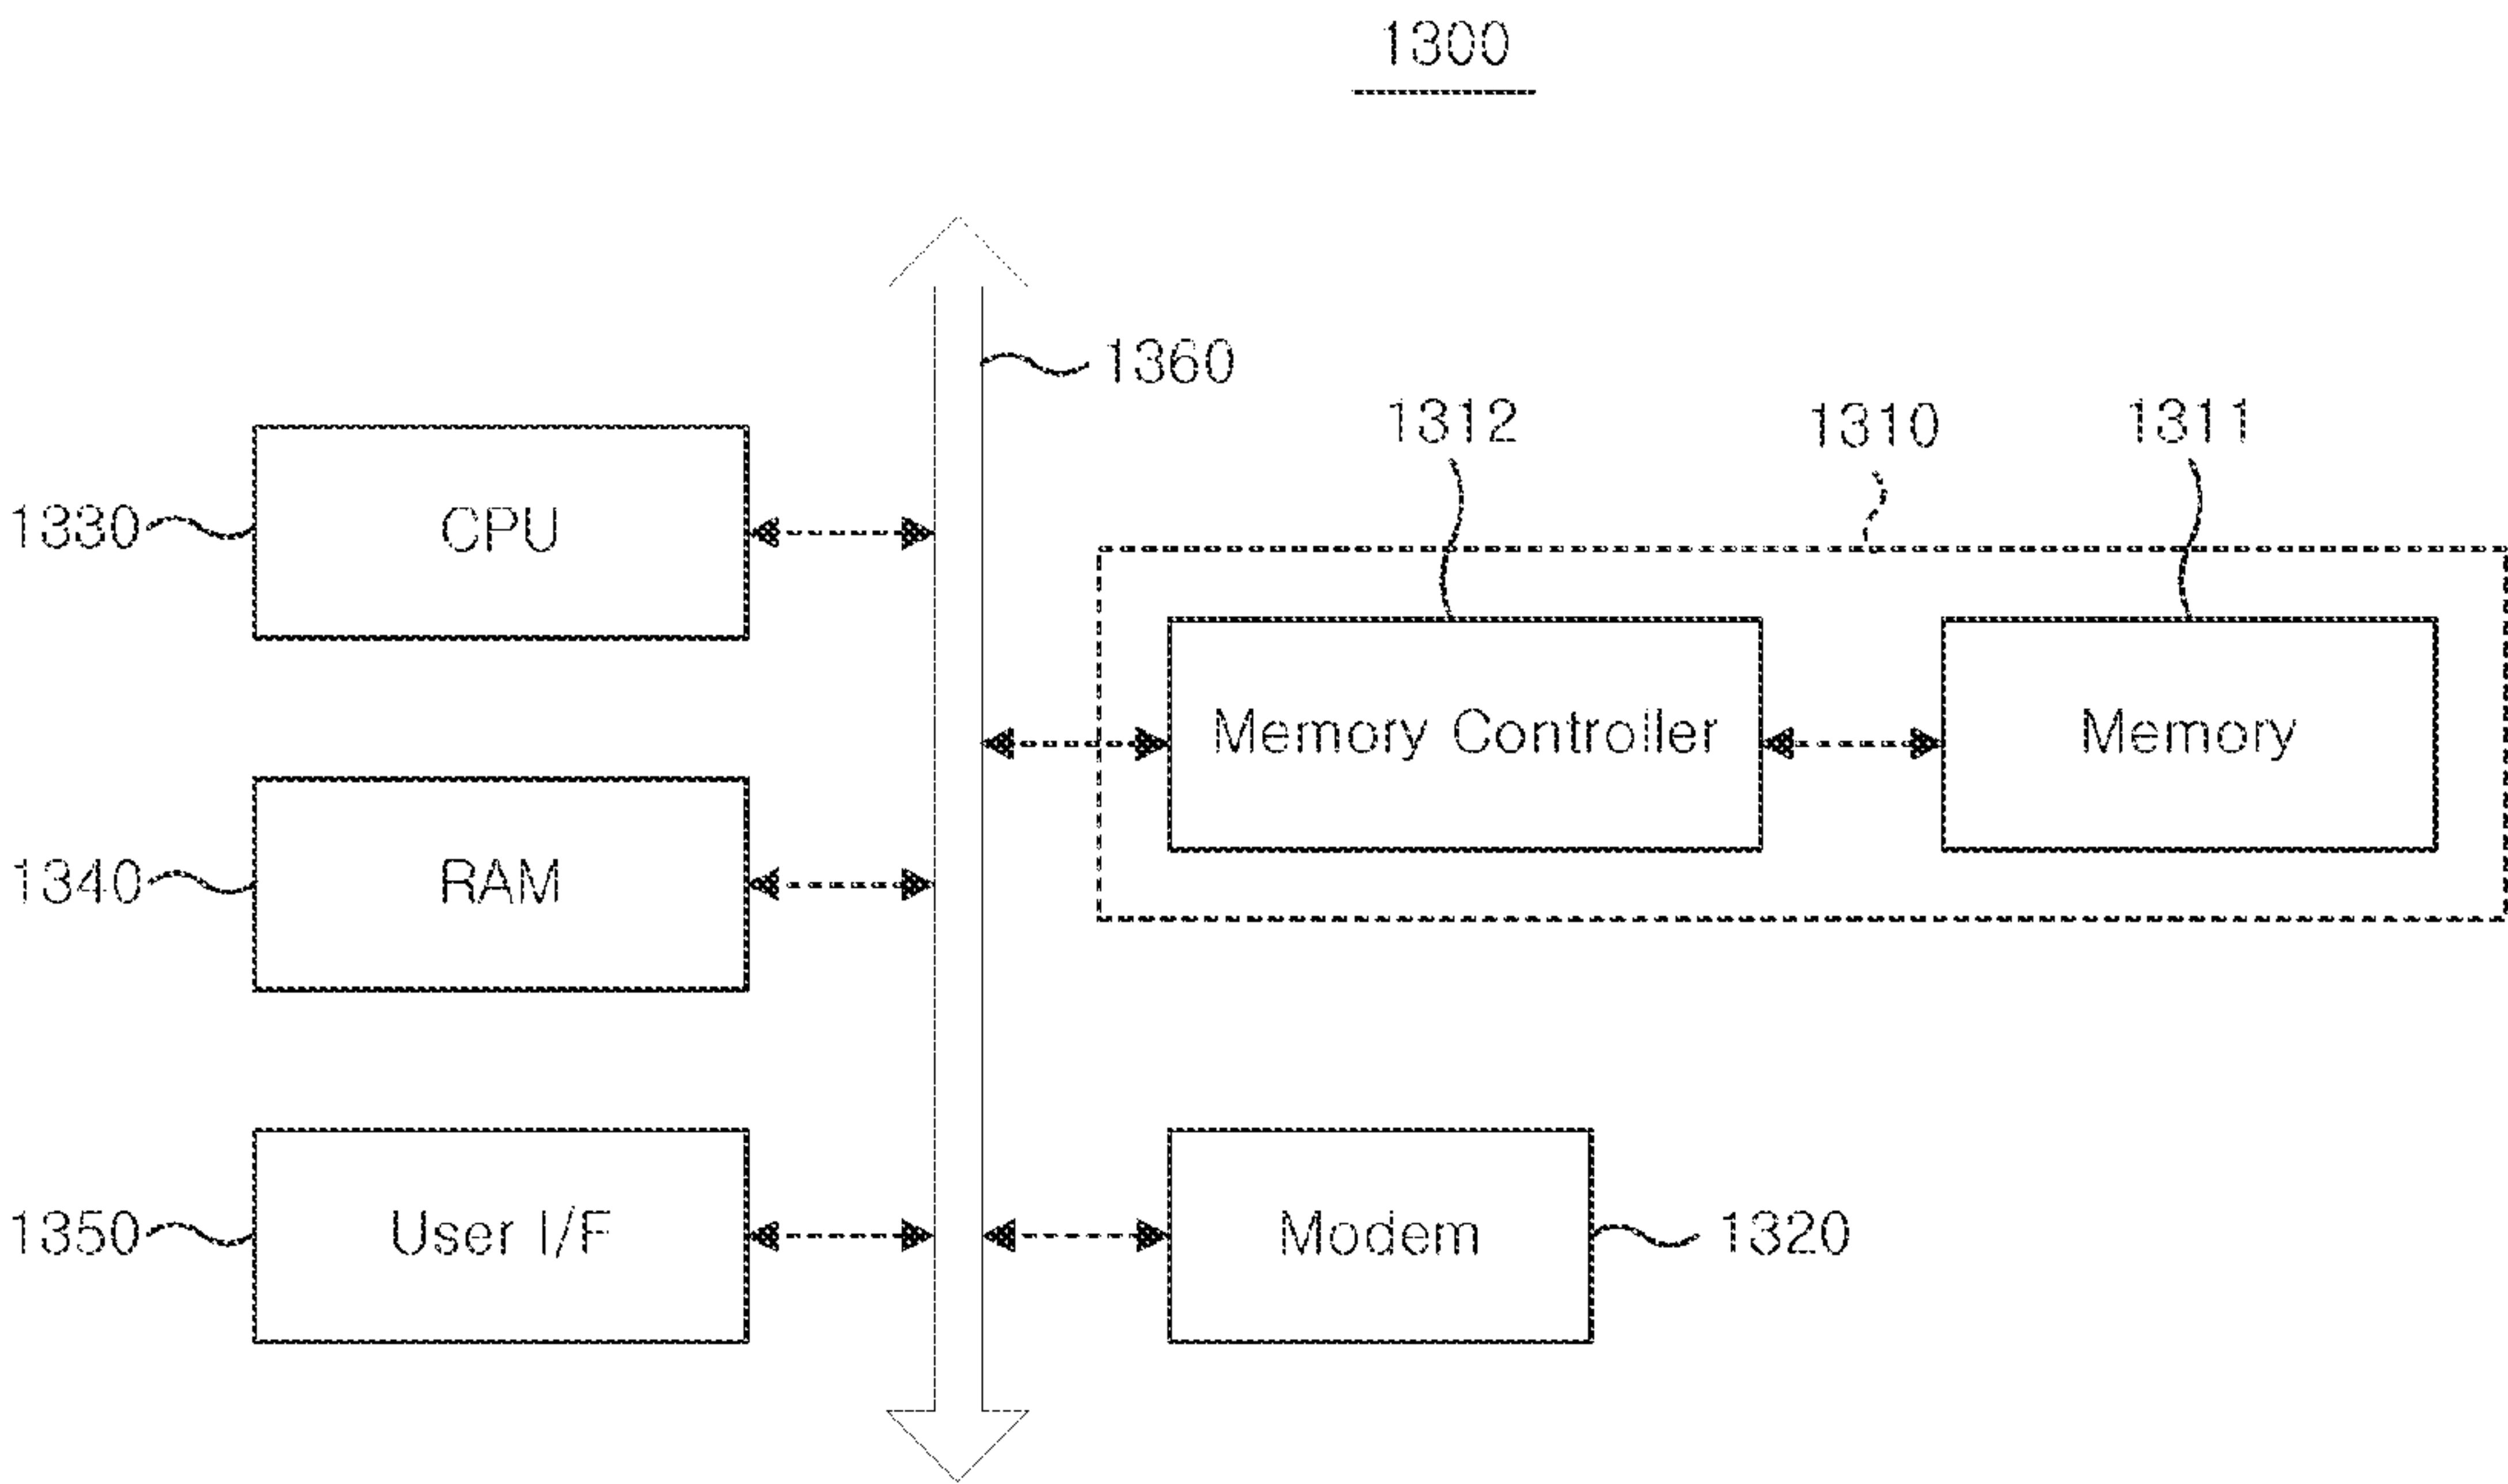 1300
1360
1312
1310
1311
1330
CPU
Memory Controller
Memory
1340
RAM
1350
User I/F
Modem
1320